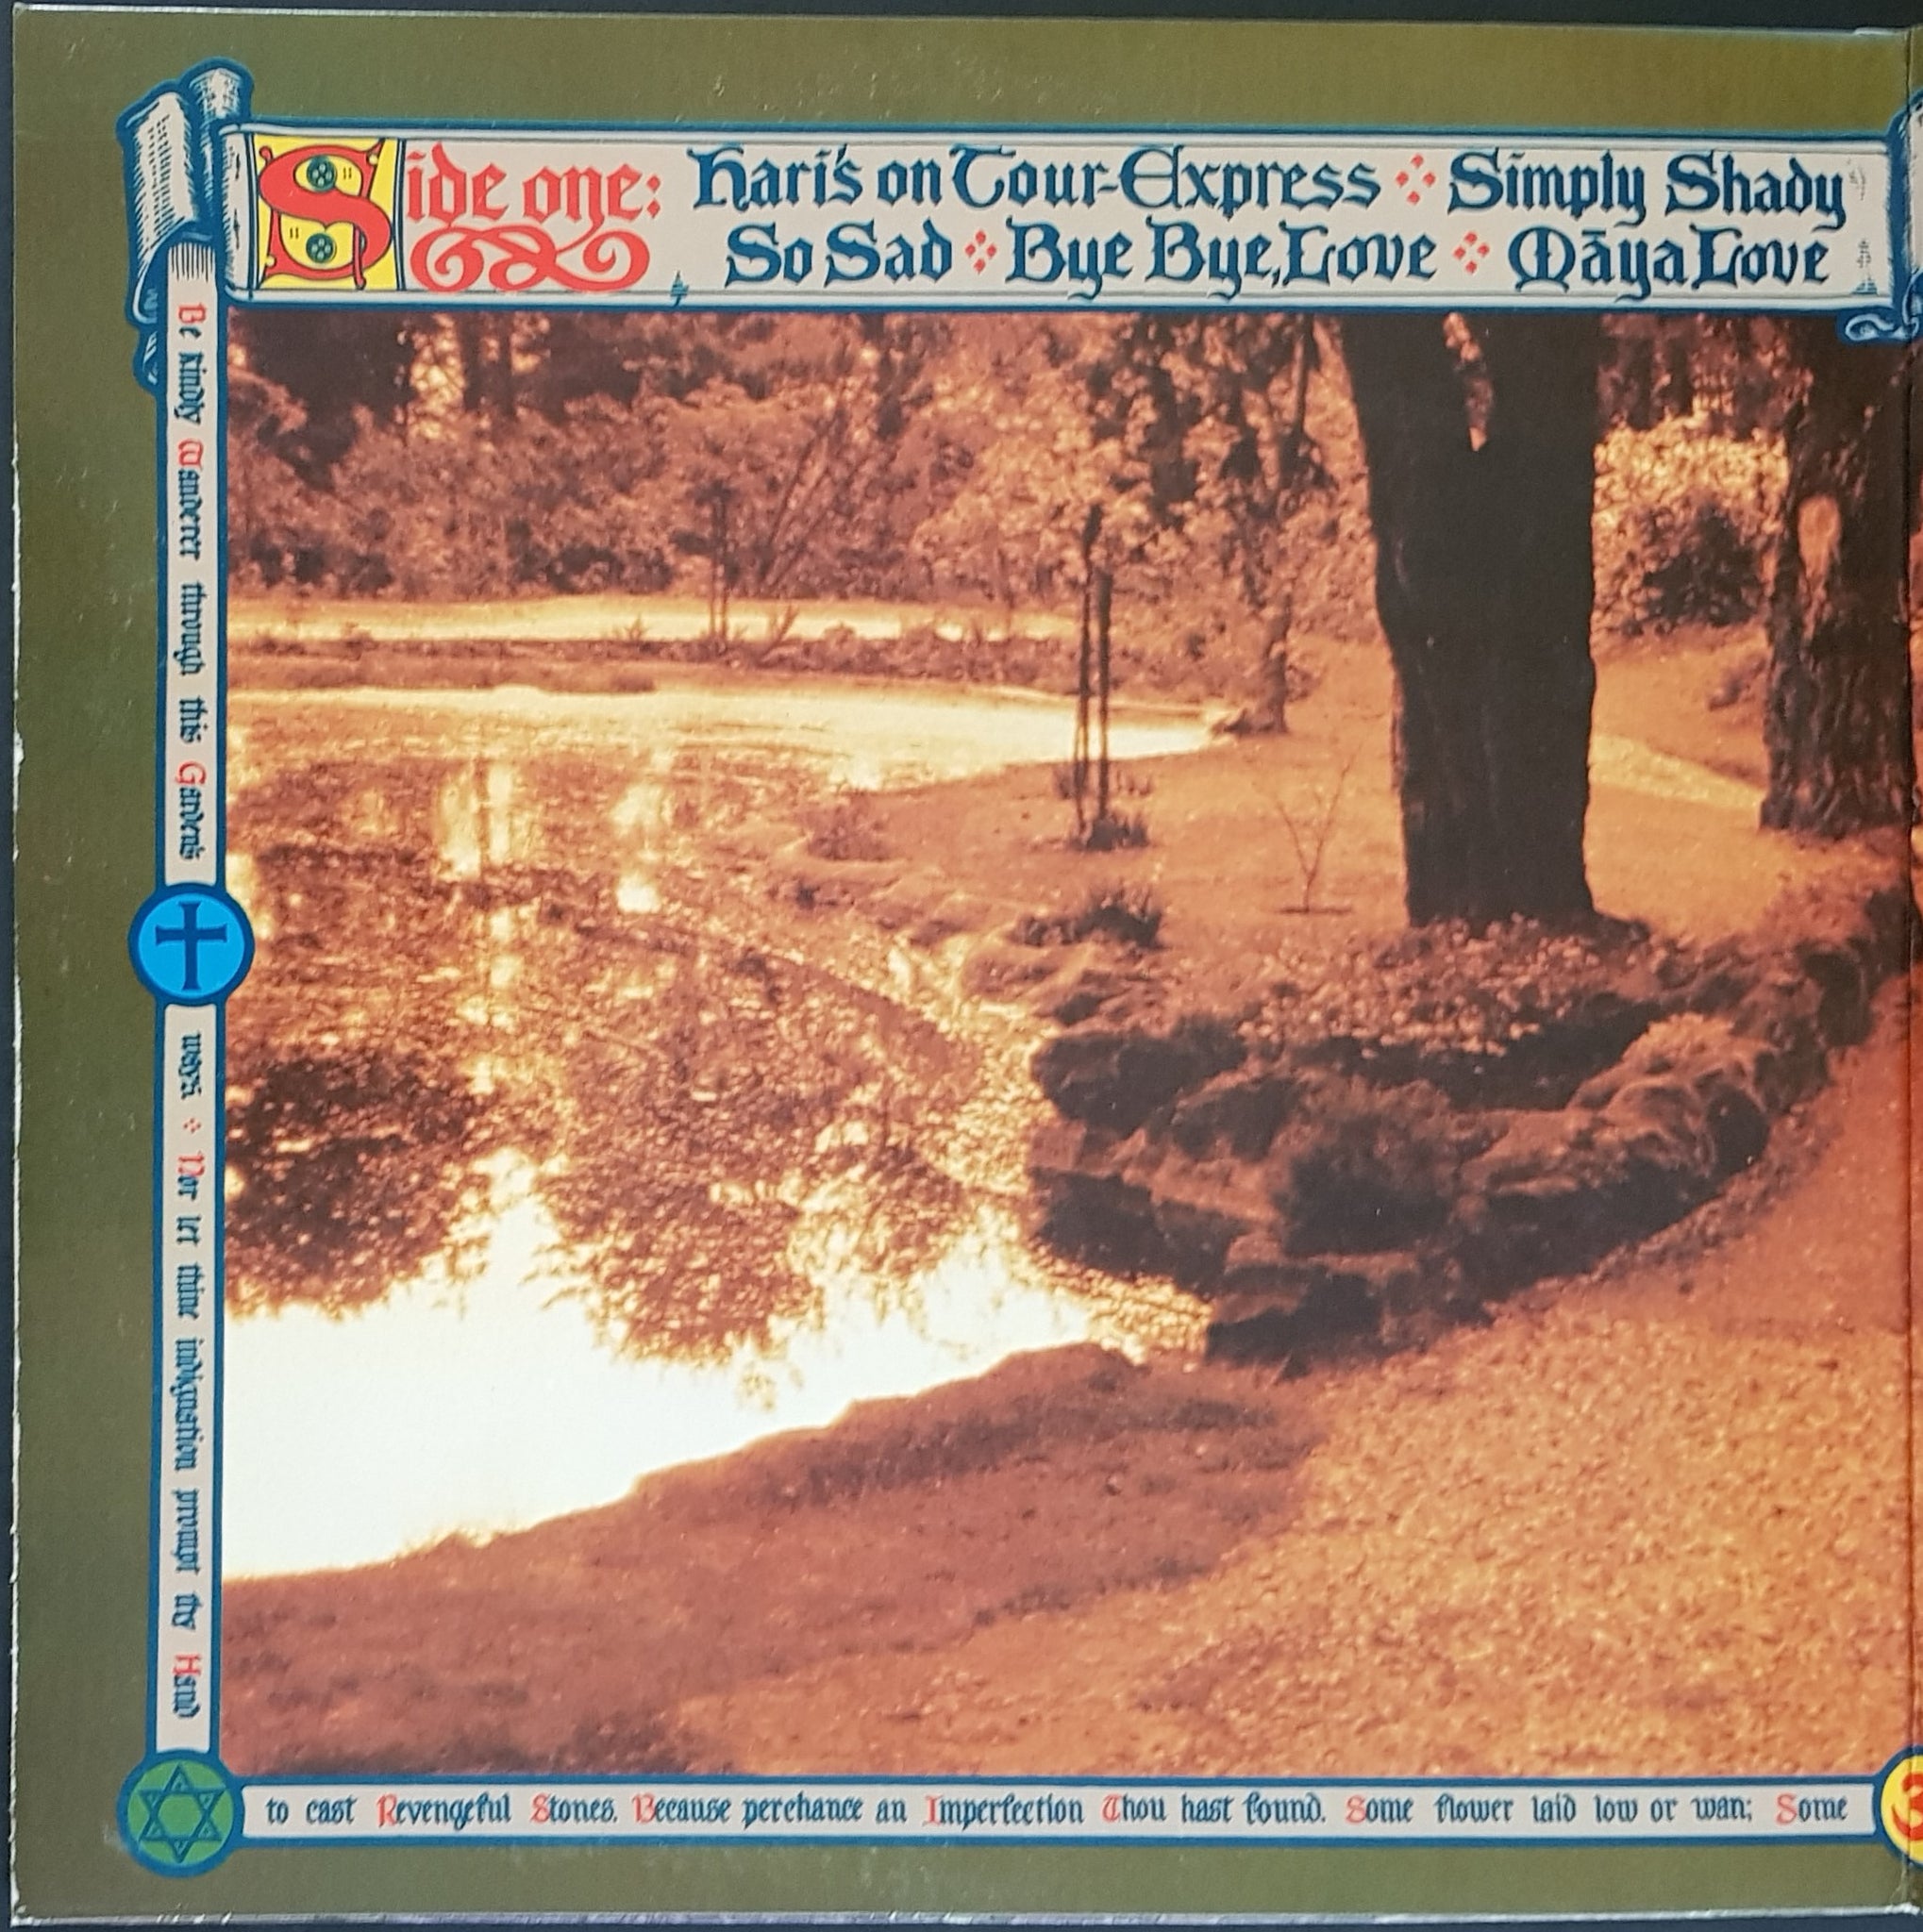 Side one: Hari's on Tour-Express ⁘ Simply Shady
So Sad ⁘ Bye Bye, Love ⁘ Māya Love
Be kindly Wanderer through this Garden's
ways ⁘ Nor let thine indignation prompt thy Hand
to cast Revengeful Stones. Because perchance an Imperfection Thou hast found. Some flower laid low or wan; Some